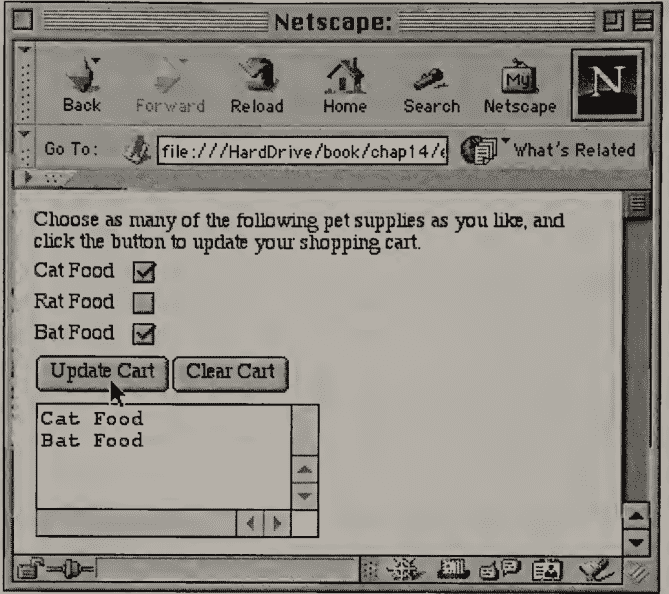 Netscape:
Back Forward Reload Home Search My Netscape N
Go To: file:///HardDrive/book/chap14/e What's Related
Choose as many of the following pet supplies as you like, and
click the button to update your shopping cart.
Cat Food
Rat Food
Bat Food
Update Cart Clear Cart
Cat Food
Bat Food